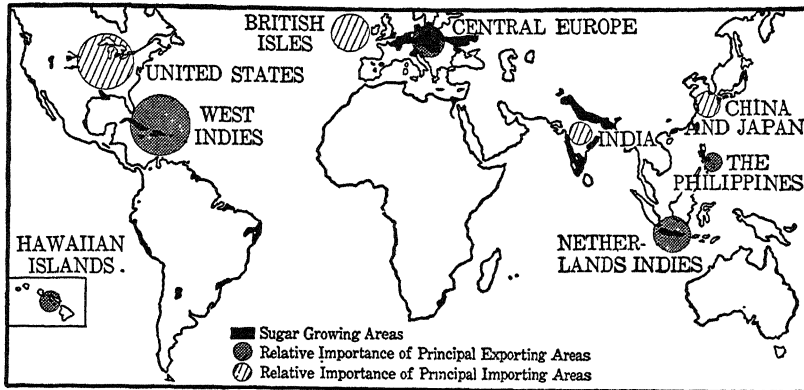 BRITISH
ISLES
CENTRAL EUROPE
UNITED STATES
WEST
INDIES
CHINA
AND JAPAN
INDIA
THE
PHILIPPINES
HAWAIIAN
ISLANDS.
NETHER-
LANDS INDIES
Sugar Growing Areas
Relative Importance of Principal Exporting Areas
Relative Importance of Principal Importing Areas